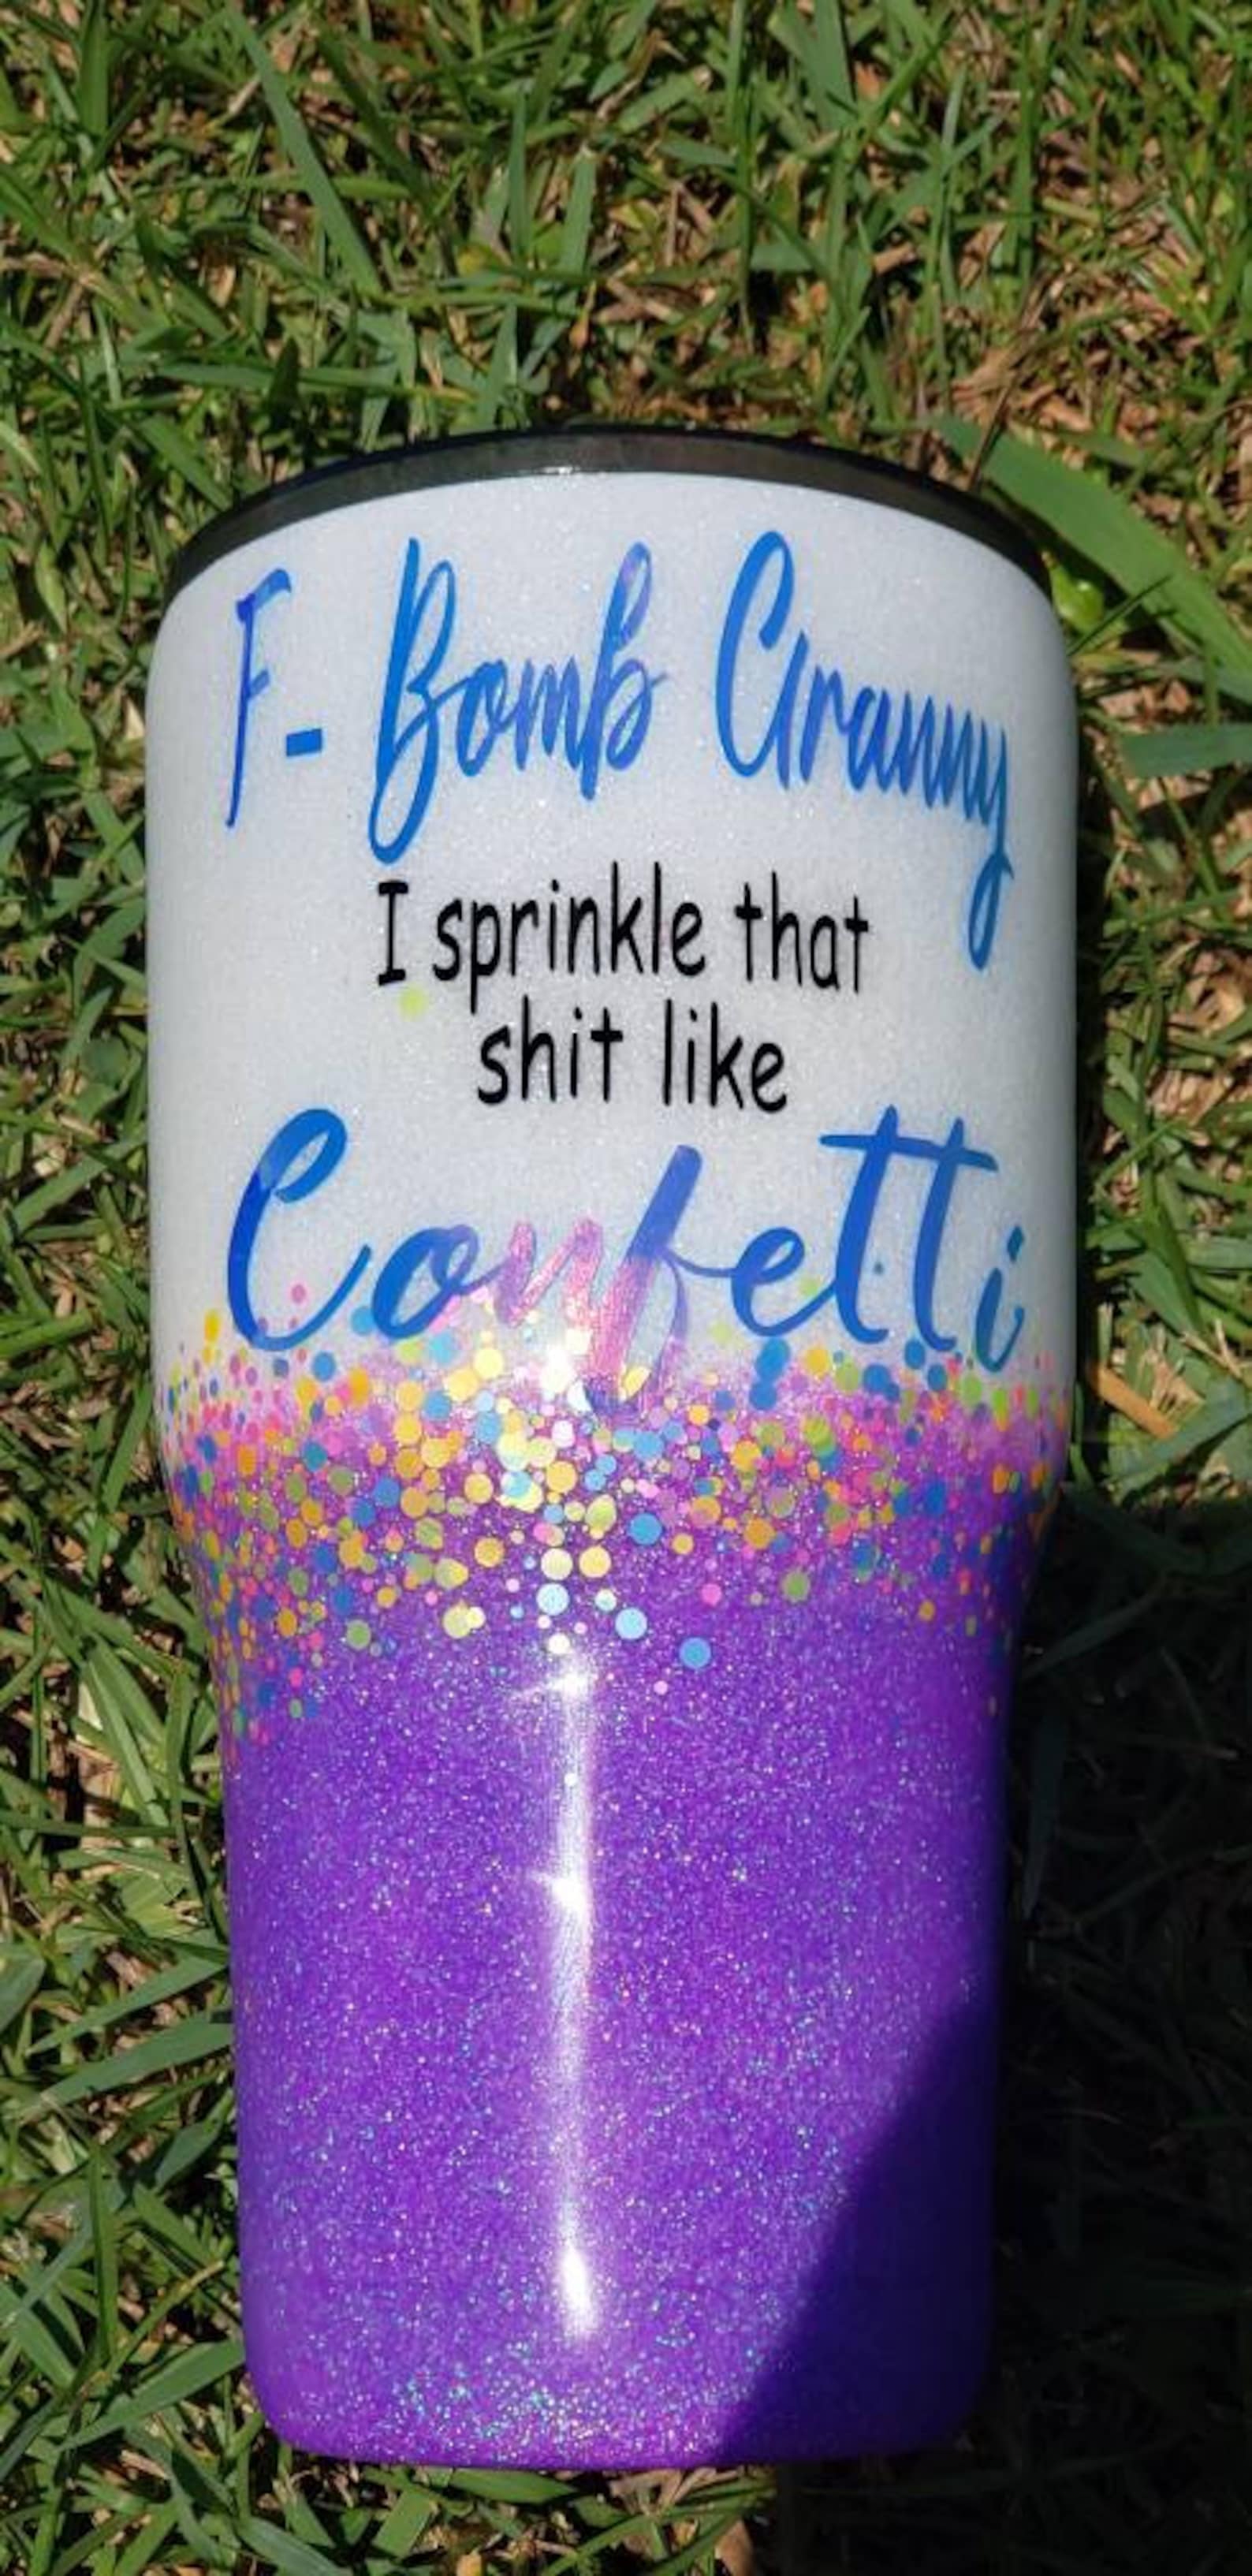 F- Bomb Granny
I sprinkle that
shit like
Confetti